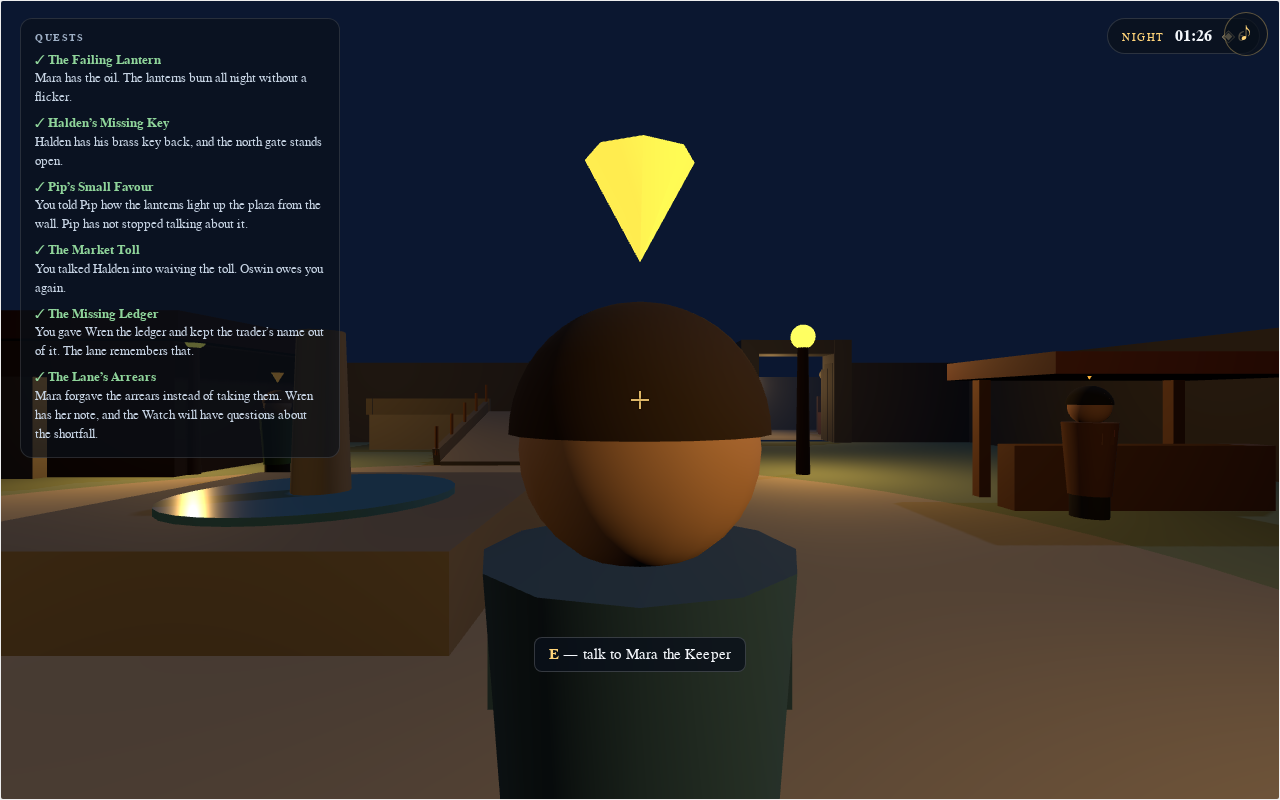 QUESTS
✓ The Failing Lantern
Mara has the oil. The lanterns burn all night without a
flicker.
✓ Halden’s Missing Key
Halden has his brass key back, and the north gate stands
open.
✓ Pip’s Small Favour
You told Pip how the lanterns light up the plaza from the
wall. Pip has not stopped talking about it.
✓ The Market Toll
You talked Halden into waiving the toll. Oswin owes you
again.
✓ The Missing Ledger
You gave Wren the ledger and kept the trader’s name out
of it. The lane remembers that.
✓ The Lane’s Arrears
Mara forgave the arrears instead of taking them. Wren
has her note, and the Watch will have questions about
the shortfall.
NIGHT 01:26
E — talk to Mara the Keeper